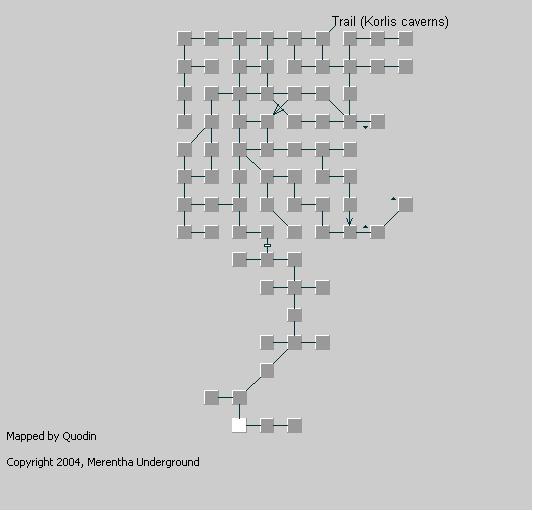 Trail (Korlis caverns)
Mapped by Quodin
Copyright 2004, Merentha Underground